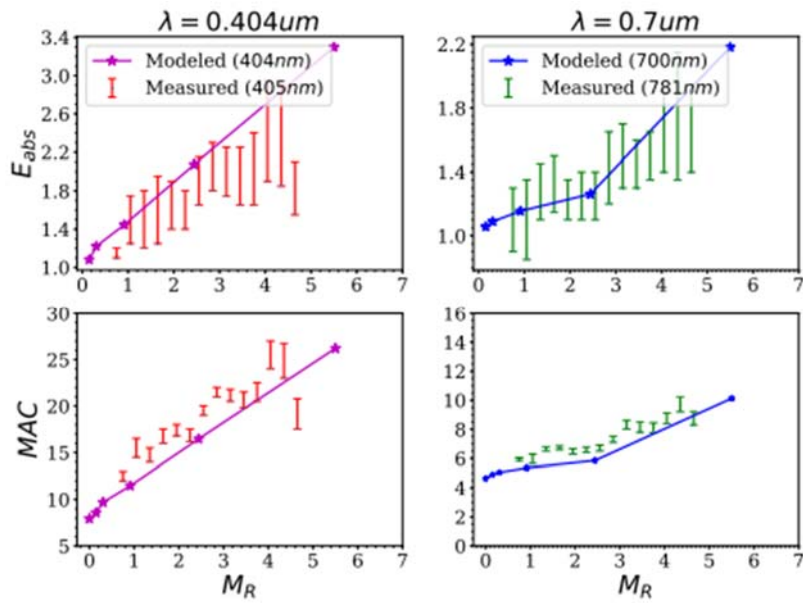 λ = 0.404um
λ = 0.7um
3.4
3.0
2.6
2.2
1.8
1.4
1.0
E_abs
Modeled (404nm)
Measured (405nm)
0 1 2 3 4 5 6 7
2.2
1.8
1.4
1.0
Modeled (700nm)
Measured (781nm)
0 1 2 3 4 5 6 7
30
25
20
15
10
5
MAC
0 1 2 3 4 5 6 7
M_R
16
14
12
10
8
6
4
2
0
0 1 2 3 4 5 6 7
M_R